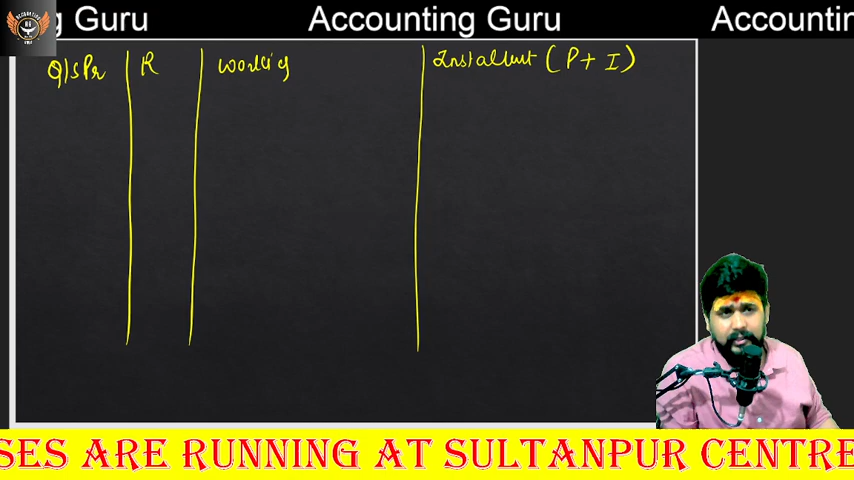 g Guru Accounting Guru Accountin
O/s Pr R Working Installment (P+ I)
SES ARE RUNNING AT SULTANPUR CENTRE